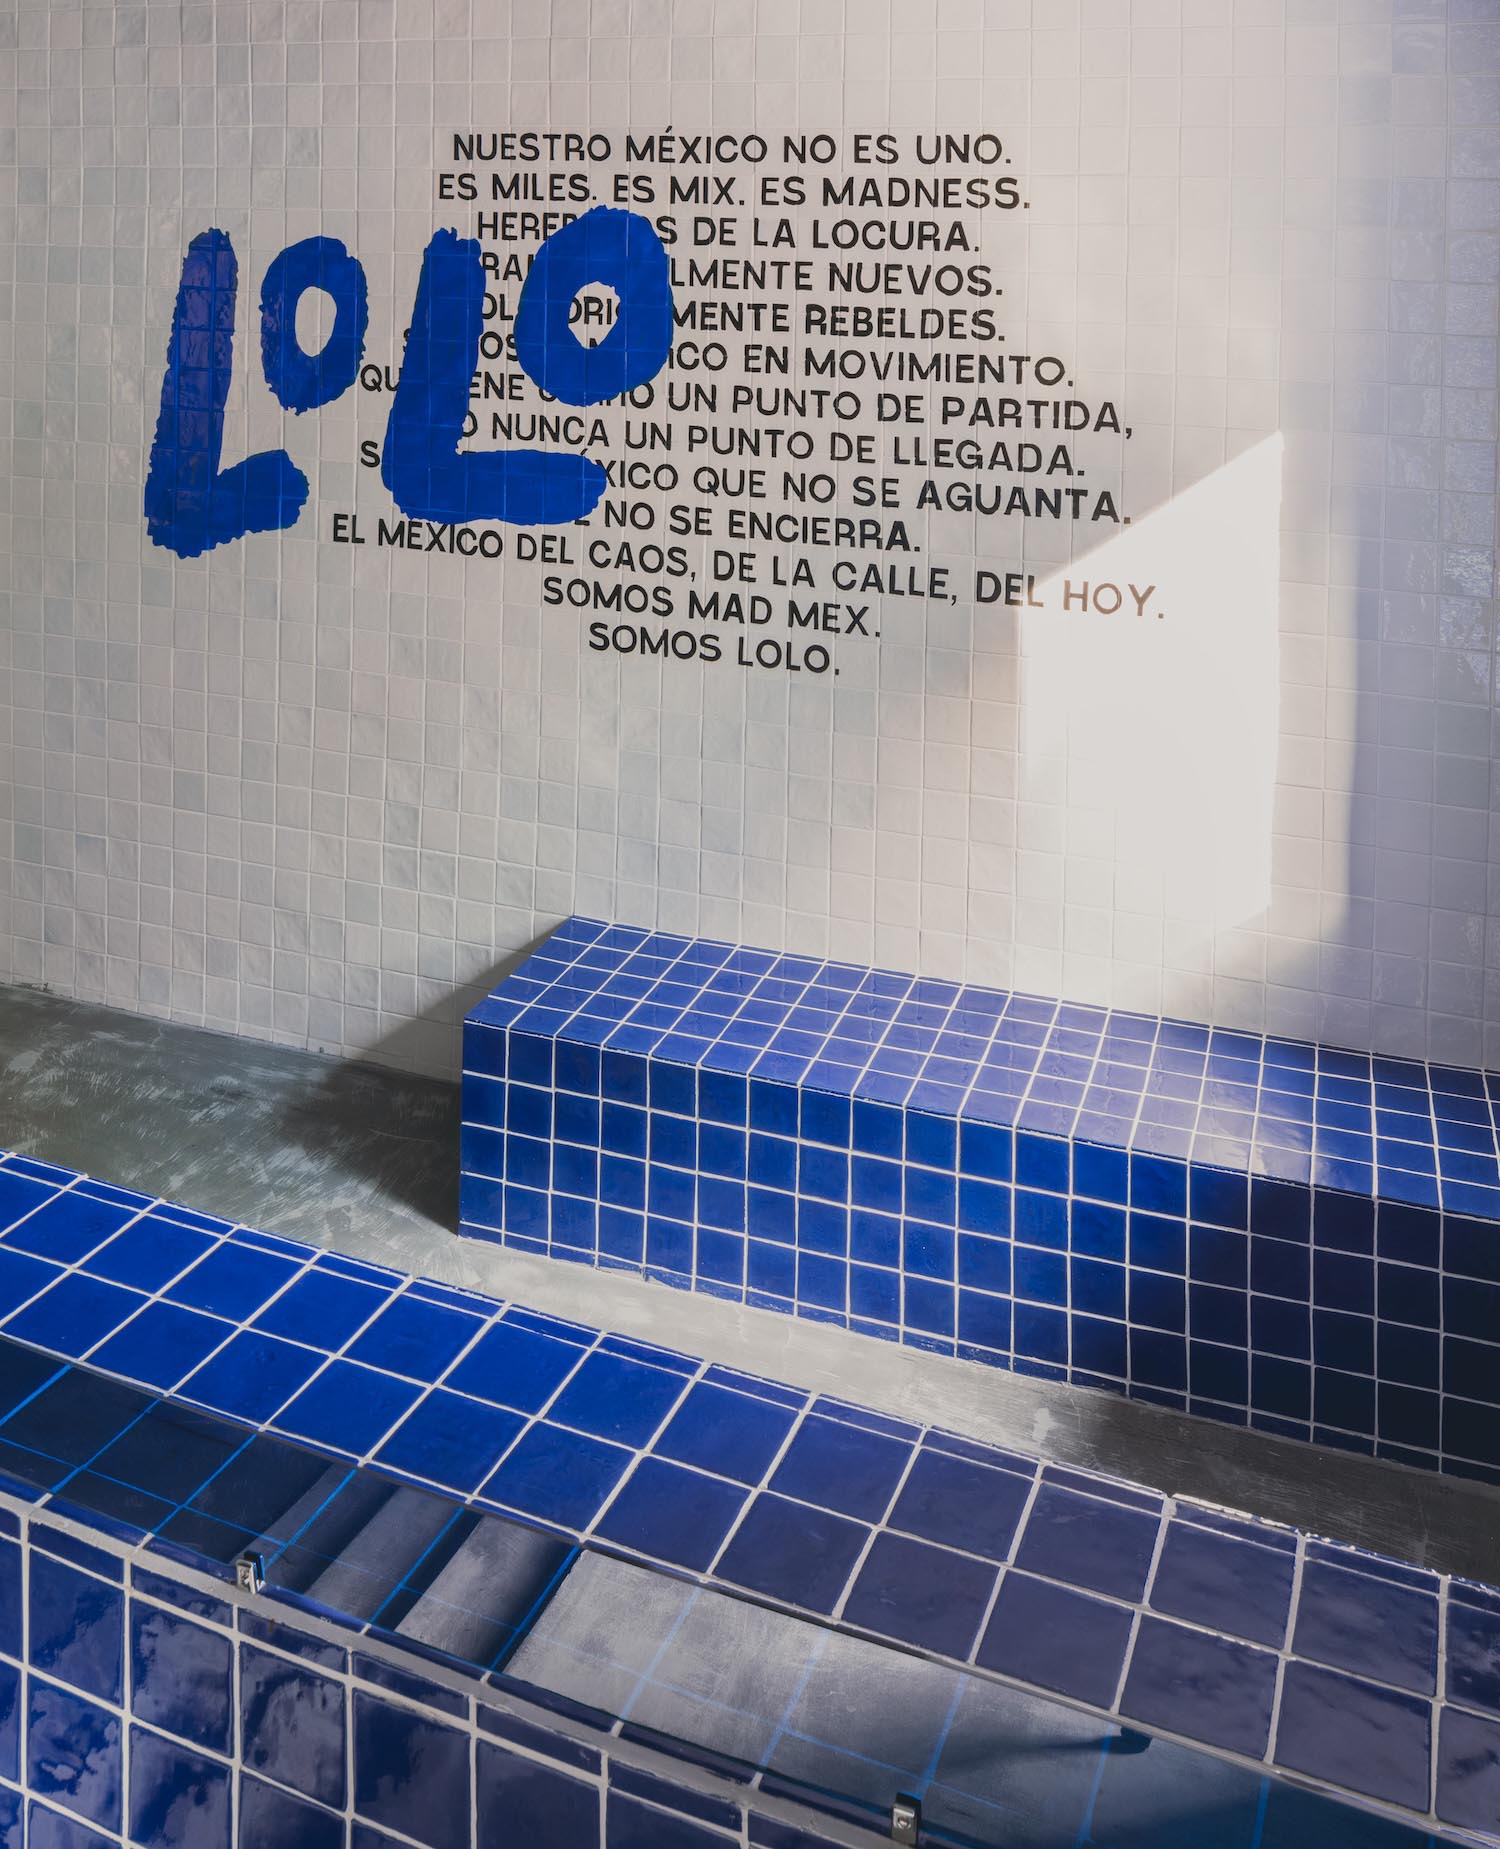 LOLO
NUESTRO MÉXICO NO ES UNO.
ES MILES. ES MIX. ES MADNESS.
DE LA LOCURA.
NUEVOS.
REBELDES.
EN MOVIMIENTO.
UN PUNTO DE PARTIDA,
NUNCA UN PUNTO DE LLEGADA.
QUE NO SE AGUANTA.
NO SE ENCIERRA.
EL MÉXICO DEL CAOS, DE LA CALLE, DEL HOY.
SOMOS MAD MEX.
SOMOS LOLO.